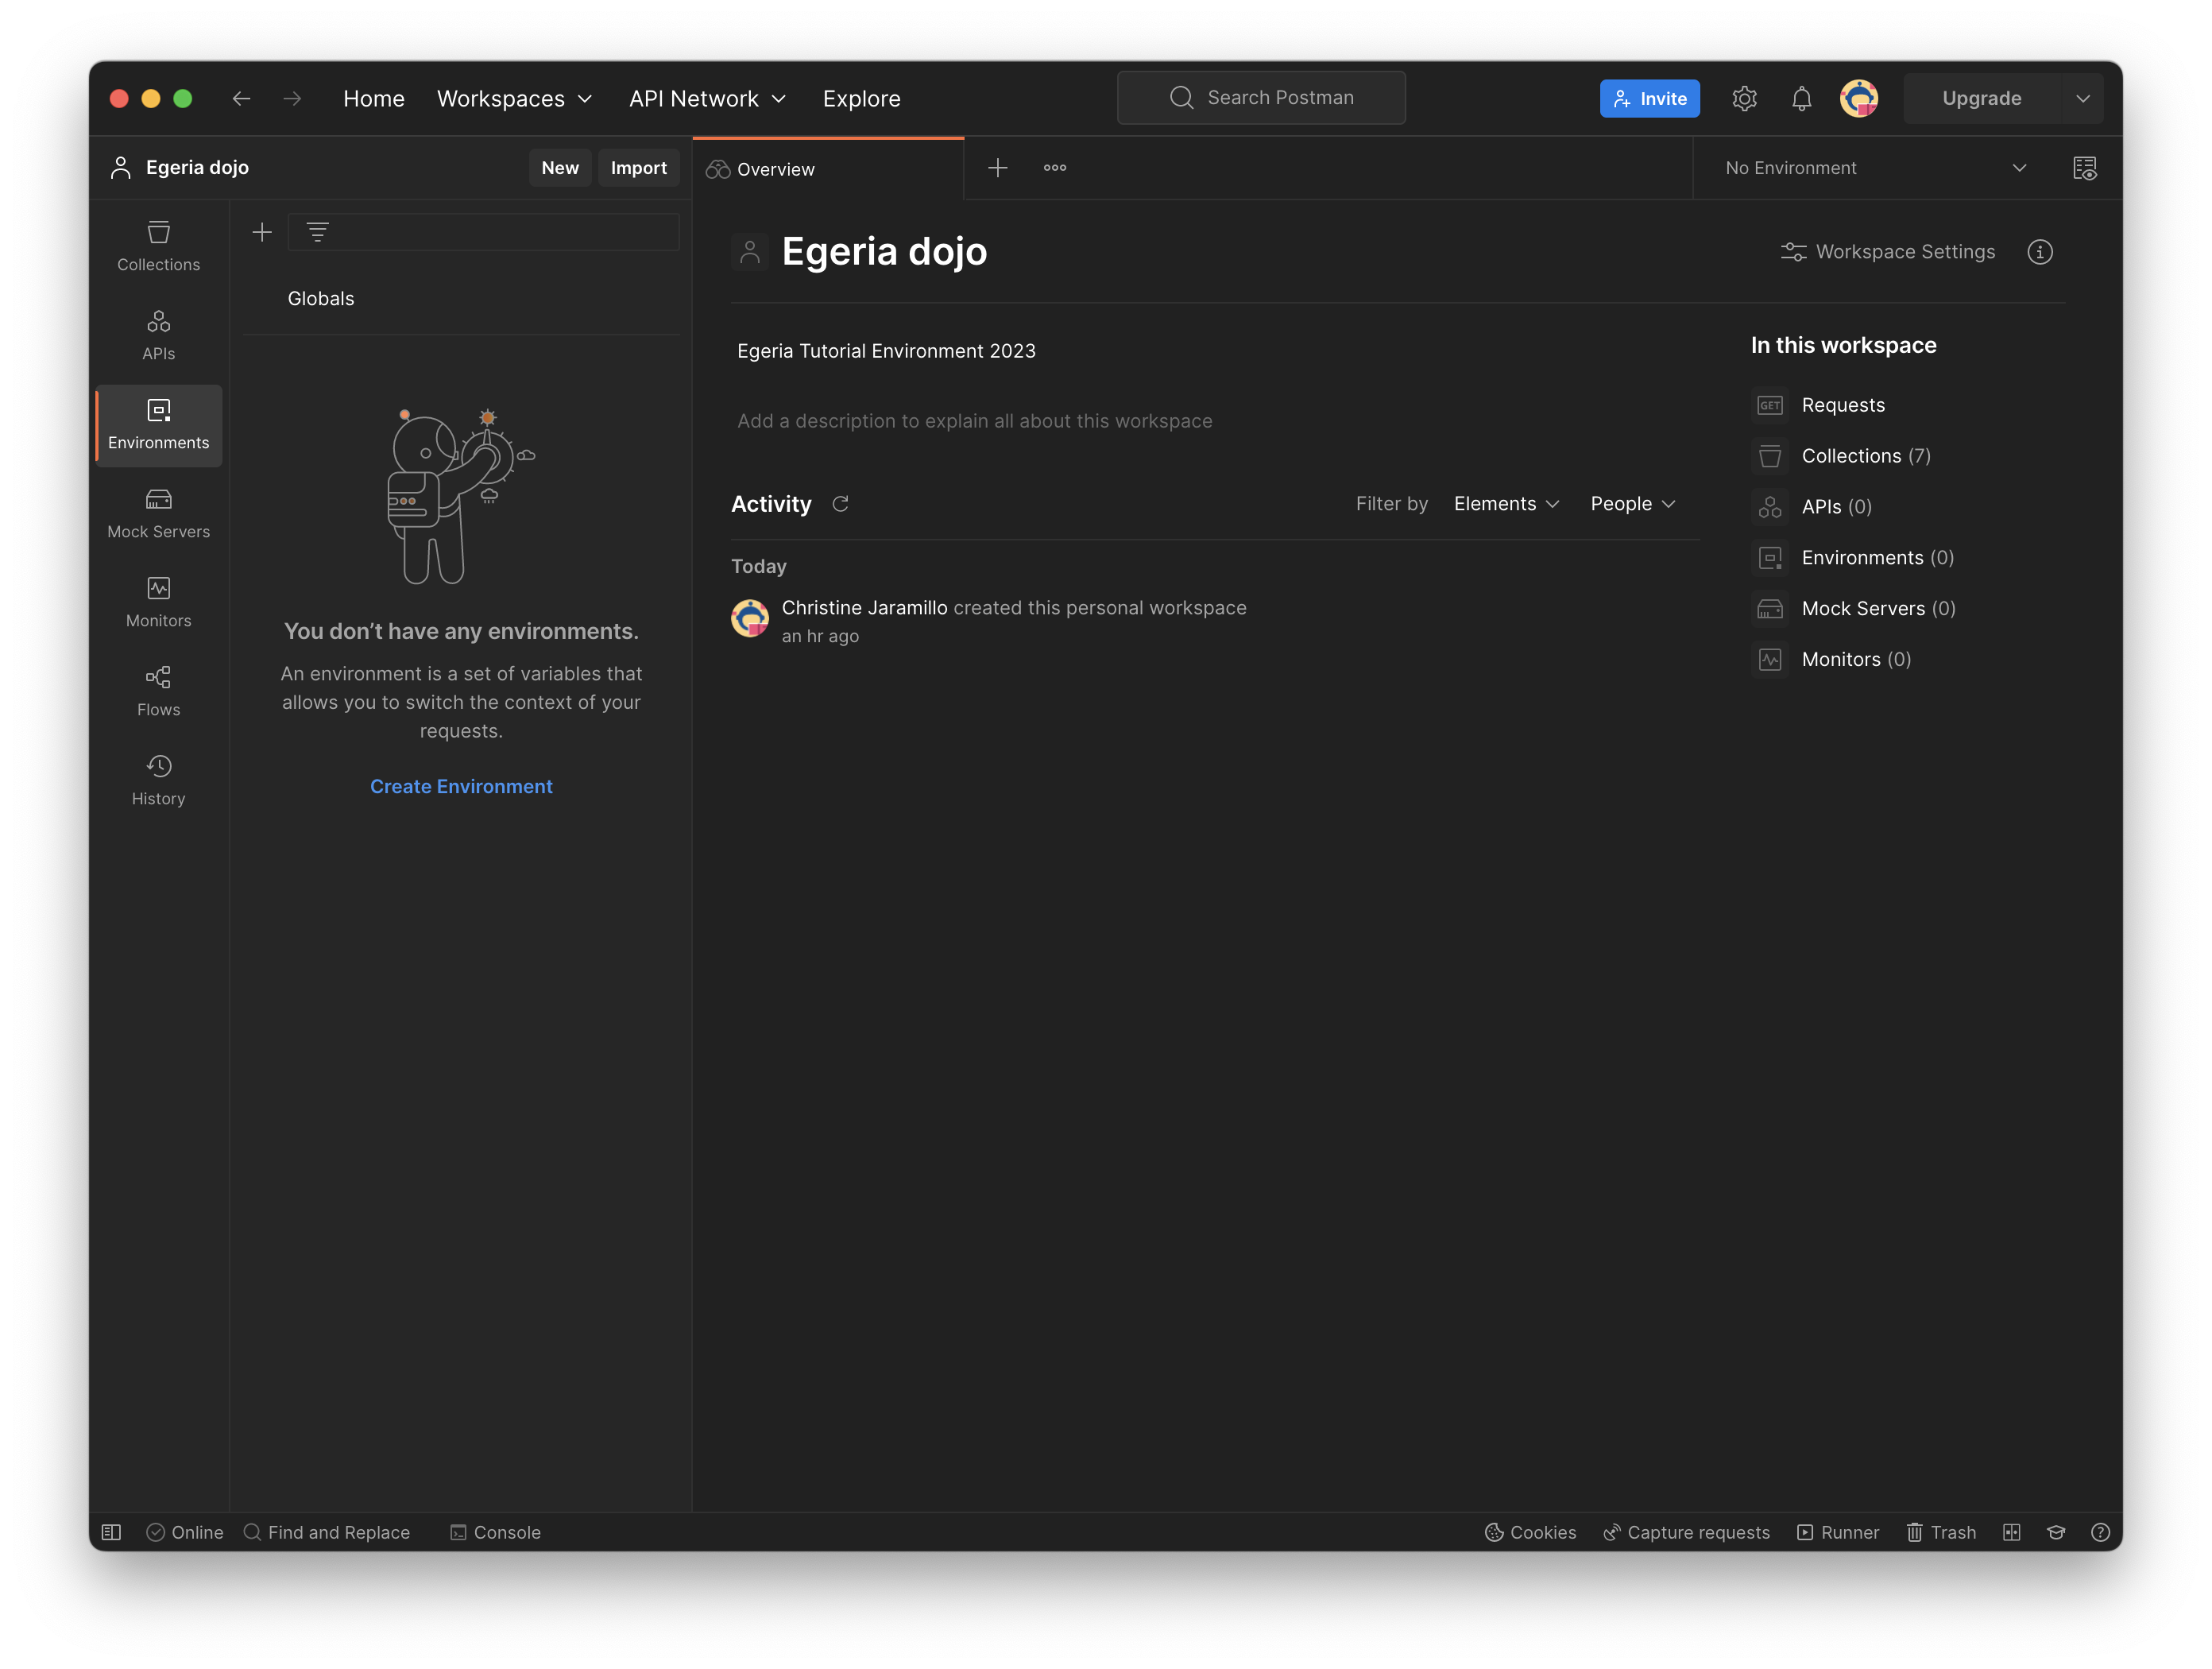 Home Workspaces API Network Explore Search Postman Invite Upgrade
Egeria dojo New Import Overview No Environment
Collections
APIs
Environments
Mock Servers
Monitors
Flows
History
Globals
You don’t have any environments.
An environment is a set of variables that
allows you to switch the context of your
requests.
Create Environment
Egeria dojo Workspace Settings
Egeria Tutorial Environment 2023
Add a description to explain all about this workspace
Activity Filter by Elements People
Today
Christine Jaramillo created this personal workspace
an hr ago
In this workspace
GET Requests
Collections (7)
APIs (0)
Environments (0)
Mock Servers (0)
Monitors (0)
Online Find and Replace Console Cookies Capture requests Runner Trash